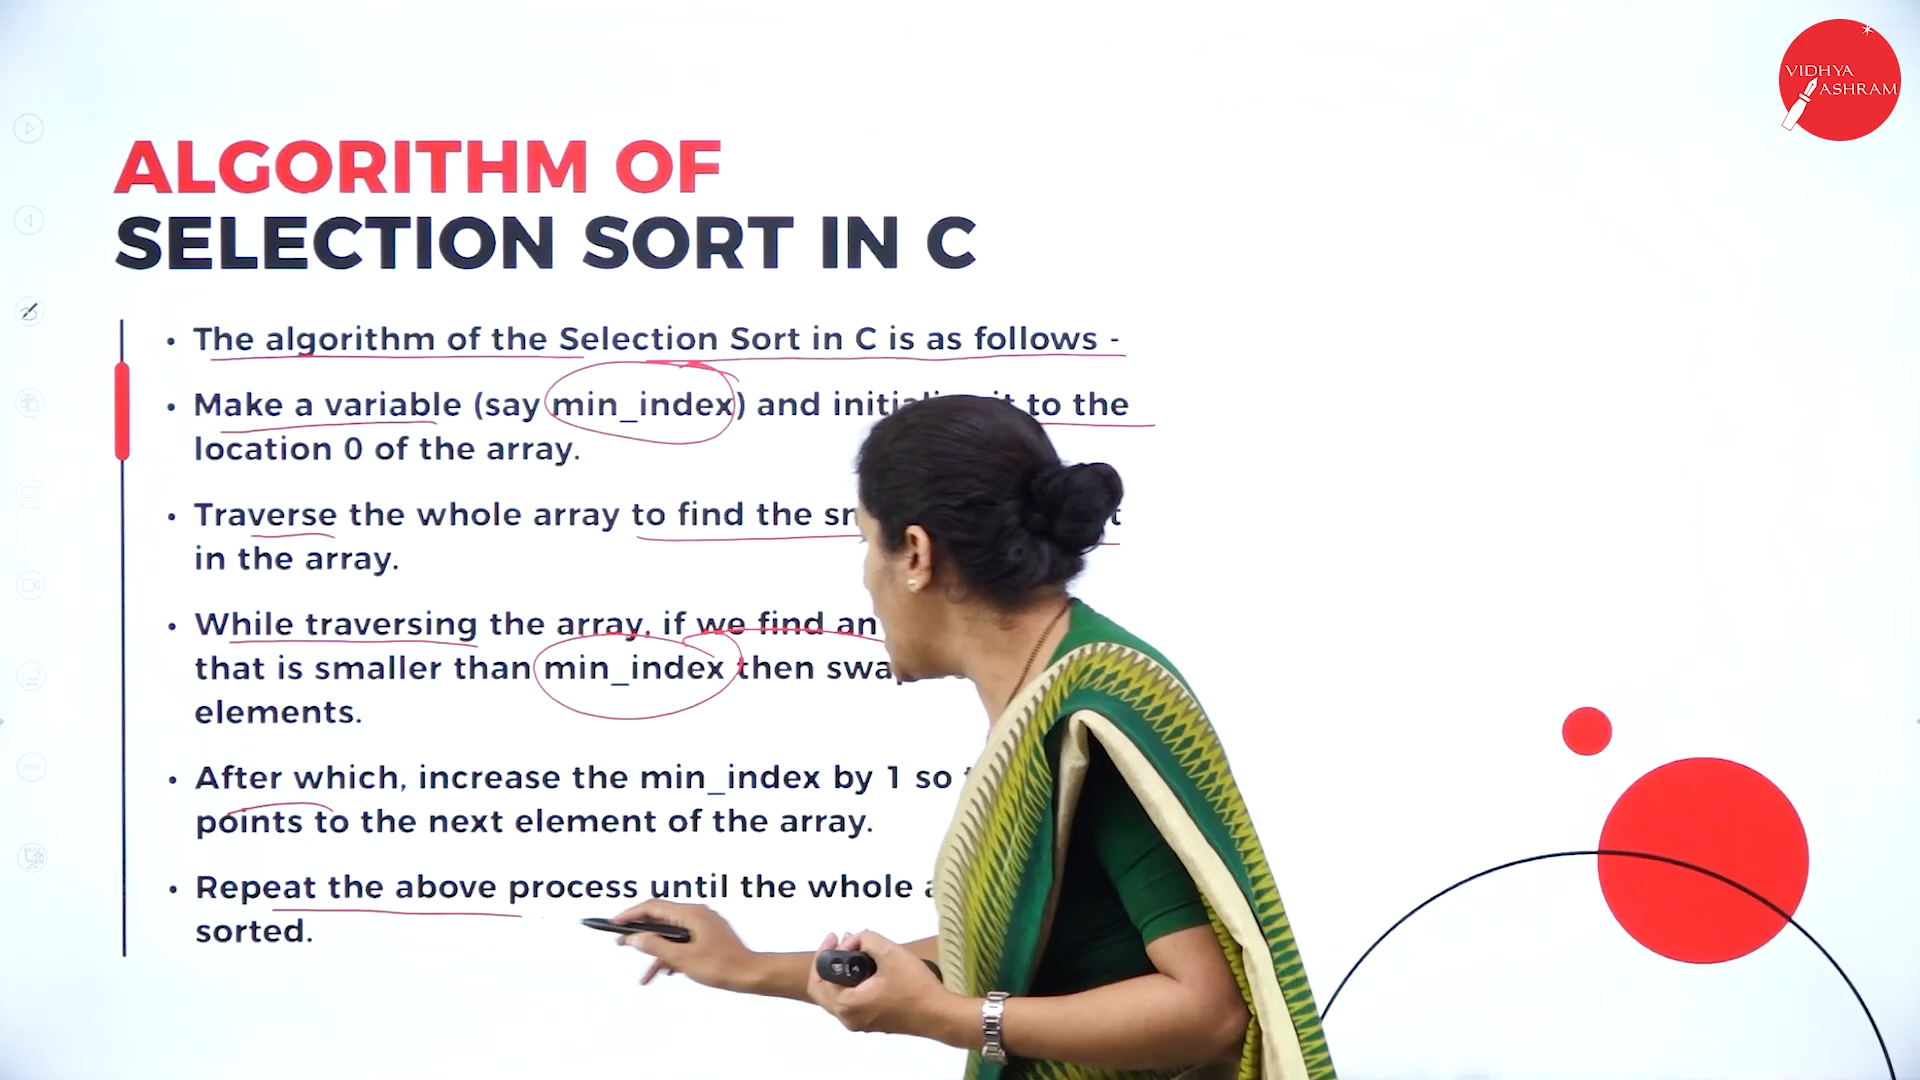 VIDHYA
ASHRAM
ALGORITHM OF
SELECTION SORT IN C
• The algorithm of the Selection Sort in C is as follows -
• Make a variable (say min_index) and it to the
location 0 of the array.
• Traverse the whole array to find the
in the array.
• While traversing the array, if we find an
that is smaller than min_index then
elements.
• After which, increase the min_index by 1 so
points to the next element of the array.
• Repeat the above process until the whole
sorted.